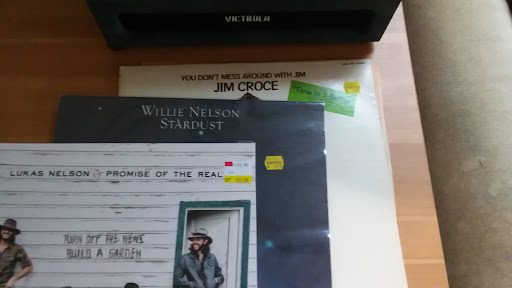 VICTROLA
YOU DON'T MESS AROUND WITH JIM
JIM CROCE
WILLIE NELSON
STARDUST
LUKAS NELSON & PROMISE OF THE REAL
TURN OFF THE NEWS
BUILD A GARDEN